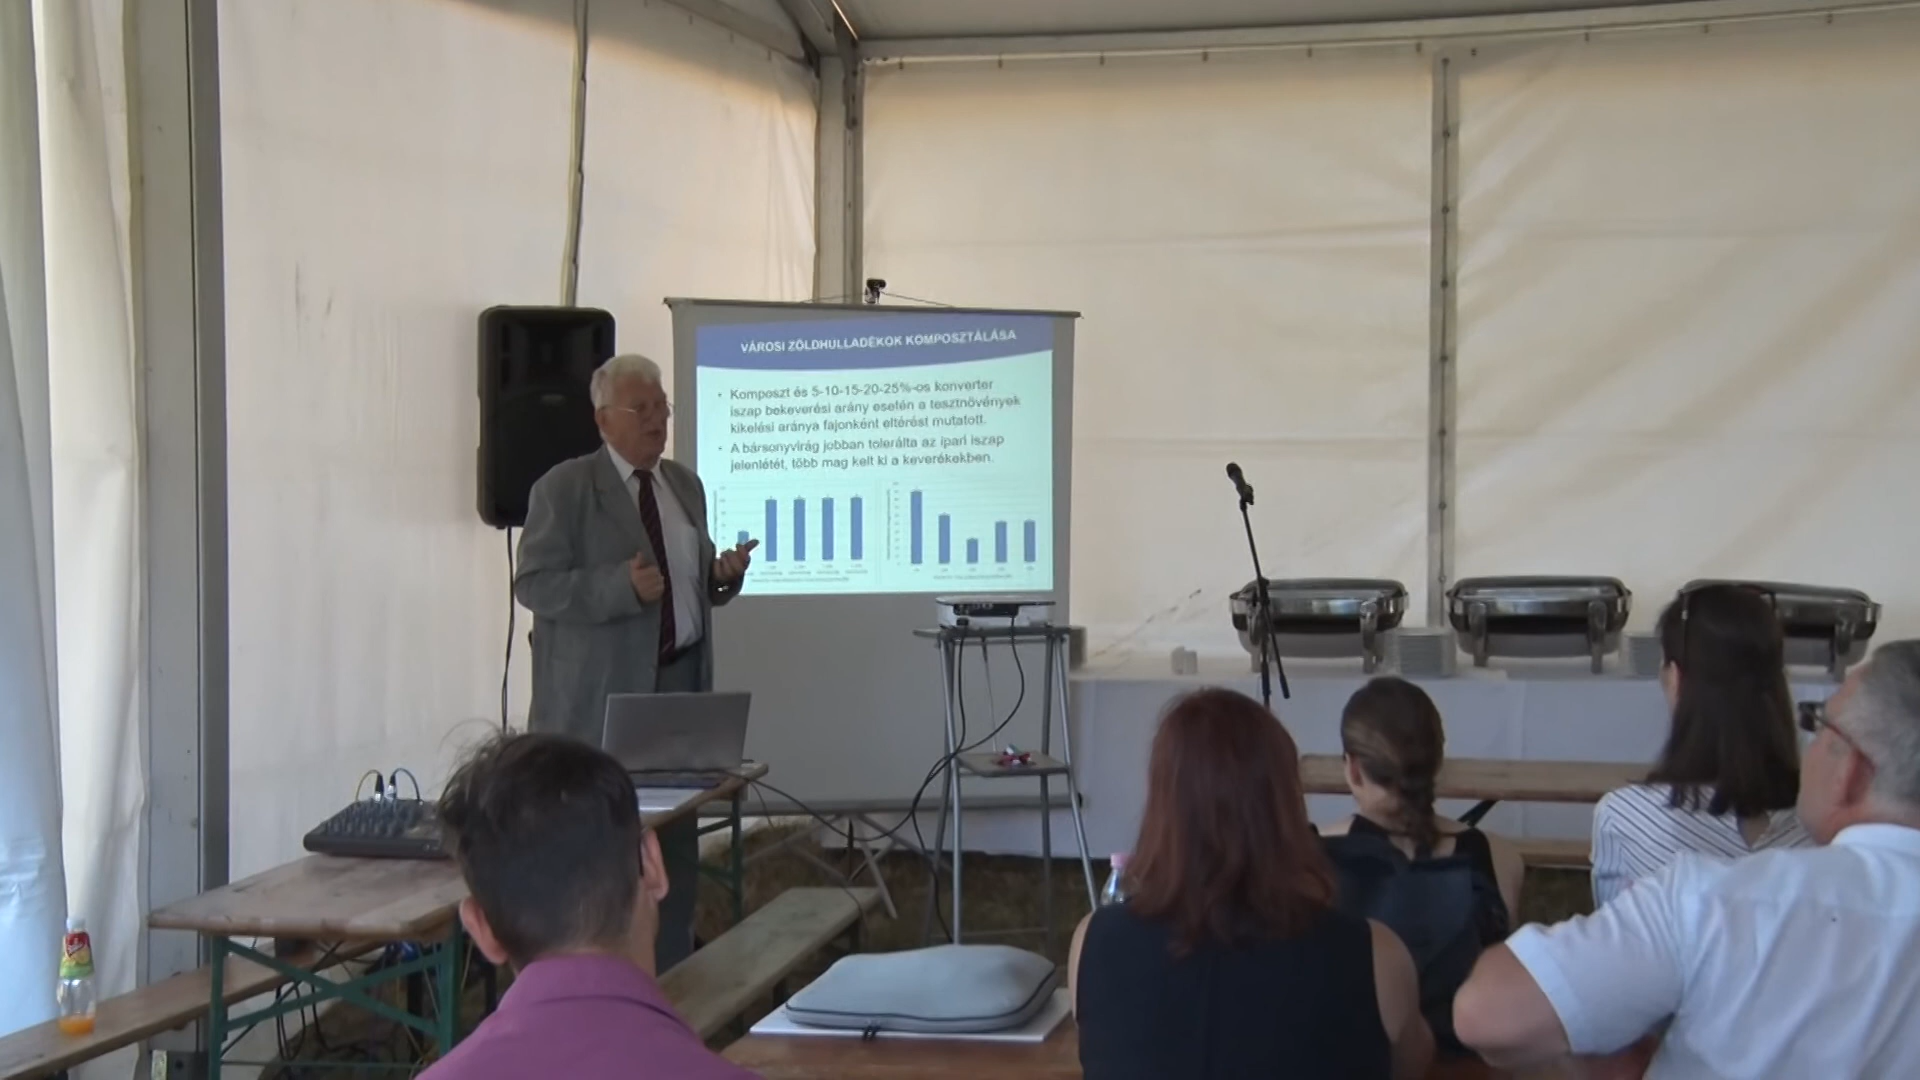 VÁROSI ZÖLDHULLADÉKOK KOMPOSZTÁLÁSA
• Komposzt és 5-10-15-20-25%-os konverter
iszap bekeverési arány esetén a tesztnövények
kikelési aránya fajonként eltérést mutatott.
• A bársonyvirág jobban tolerálta az ipari iszap
jelenlétét, több mag kelt ki a keverékekben.